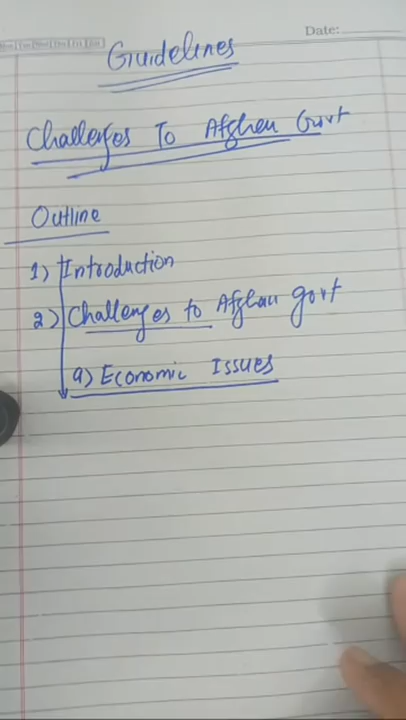 Date:
Guidelines
Challenges To Afghan Govt
Outline
1) Introduction
2) Challenges to Afghan govt
a) Economic Issues